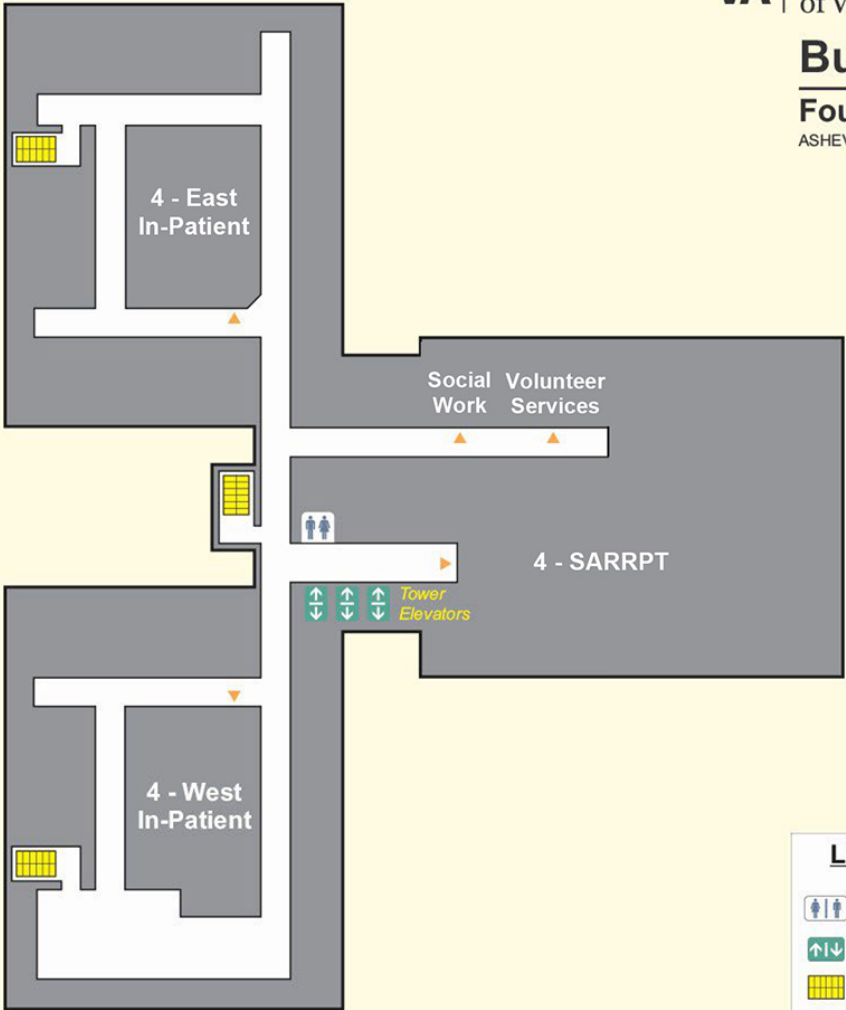 of V
Bu
Fou
ASHEV
4 - East
In-Patient
Social
Work
Volunteer
Services
4 - SARRPT
Tower
Elevators
4 - West
In-Patient
L